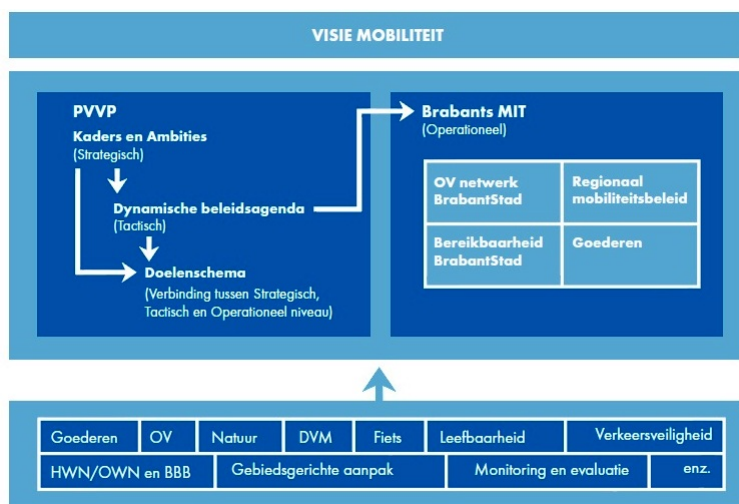 VISIE MOBILITEIT
PVVP
Kaders en Ambities
(Strategisch)
Dynamische beleidsagenda
(Tactisch)
Doelenschema
(Verbinding tussen Strategisch,
Tactisch en Operationeel niveau)
Brabants MIT
(Operationeel)
OV netwerk
BrabantStad
Regionaal
mobiliteitsbeleid
Bereikbaarheid
BrabantStad
Goederen
Goederen
OV
Natuur
DVM
Fiets
Leefbaarheid
Verkeersveiligheid
HWN/OWN en BBB
Gebiedsgerichte aanpak
Monitoring en evaluatie
enz.